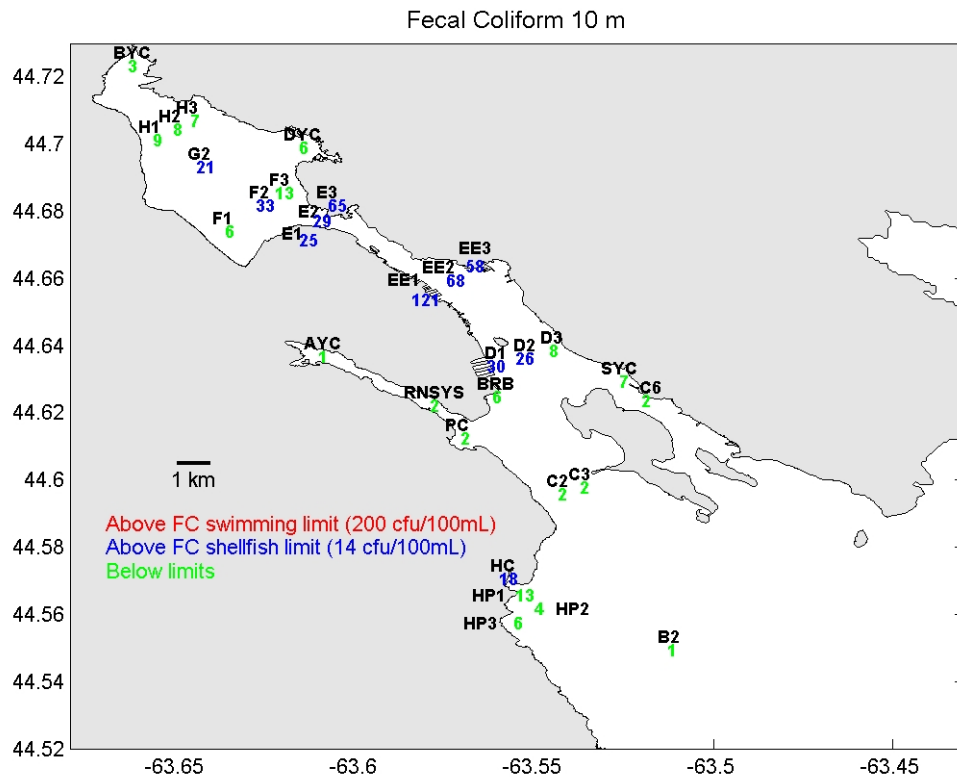 Fecal Coliform 10 m
44.72
BYC
3
H3
7
H2
8
H1
9
44.7
DYC
6
G2
21
F3
13
F2
33
E3
65
44.68
E2
29
F1
6
E1
25
EE3
58
44.66
EE2
68
EE1
121
44.64
AYC
1
D3
8
D2
26
D1
30
SYC
7
BRB
6
C6
2
RNSYS
2
44.62
PC
2
44.6
1 km
C3
2
C2
2
Above FC swimming limit (200 cfu/100mL)
Above FC shellfish limit (14 cfu/100mL)
Below limits
44.58
HC
18
HP1
13
44.56
4
HP2
HP3
6
B2
1
44.54
44.52
-63.65
-63.6
-63.55
-63.5
-63.45